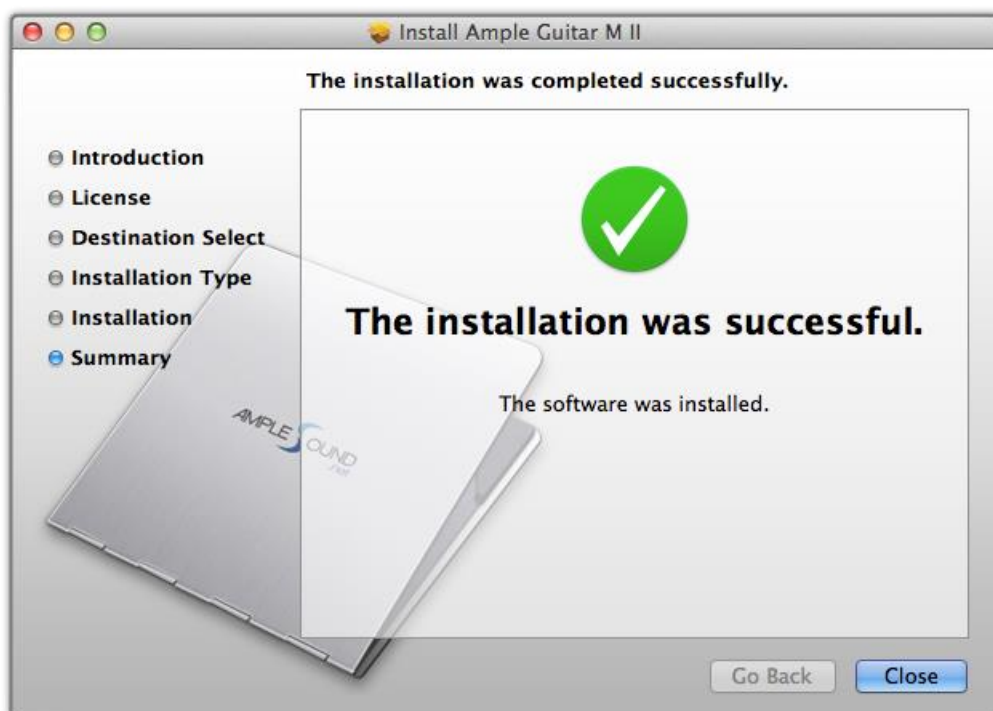 Install Ample Guitar M II
The installation was completed successfully.
Introduction
License
Destination Select
Installation Type
Installation
Summary
AMPLE SOUND
.net
The installation was successful.
The software was installed.
Go Back
Close